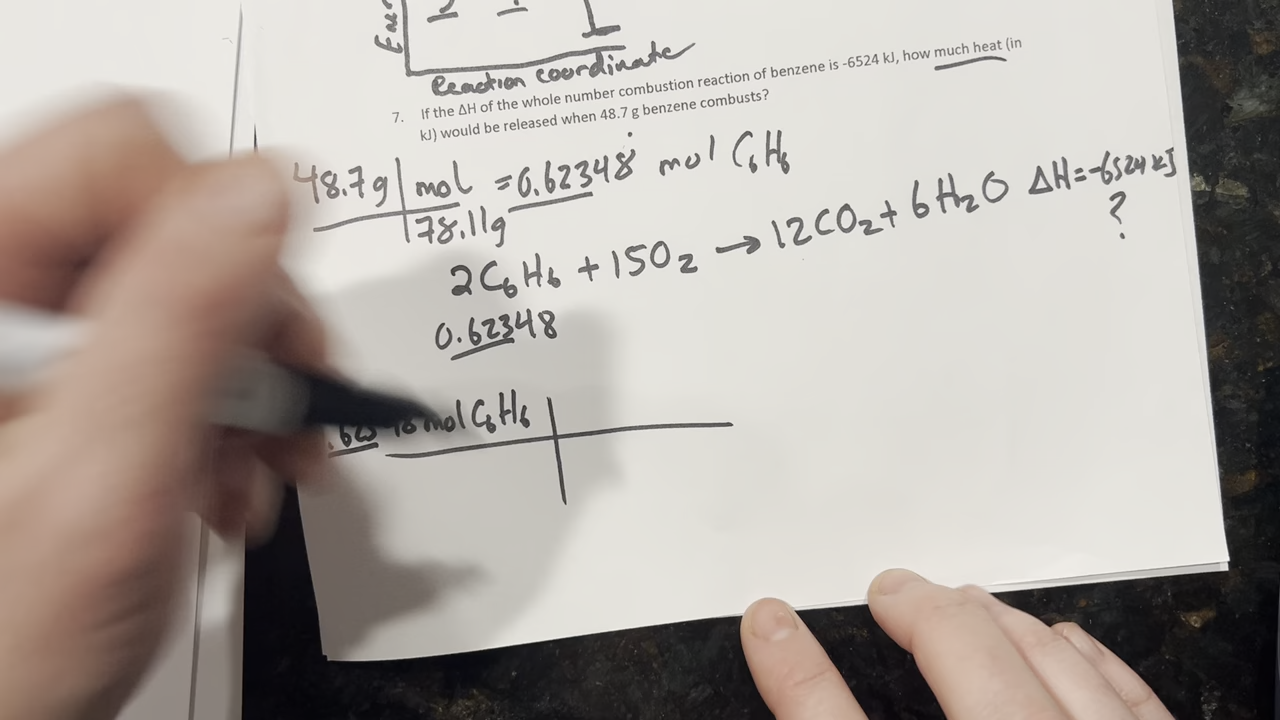 Reaction coordinate
7. If the ΔH of the whole number combustion reaction of benzene is -6524 kJ, how much heat (in
kJ) would be released when 48.7 g benzene combusts?
48.7g | mol = 0.62348 mol C₆H₆
78.11g
2C₆H₆ + 15O₂ → 12CO₂ + 6H₂O ΔH=-6524 kJ
?
0.62348
mol C₆H₆